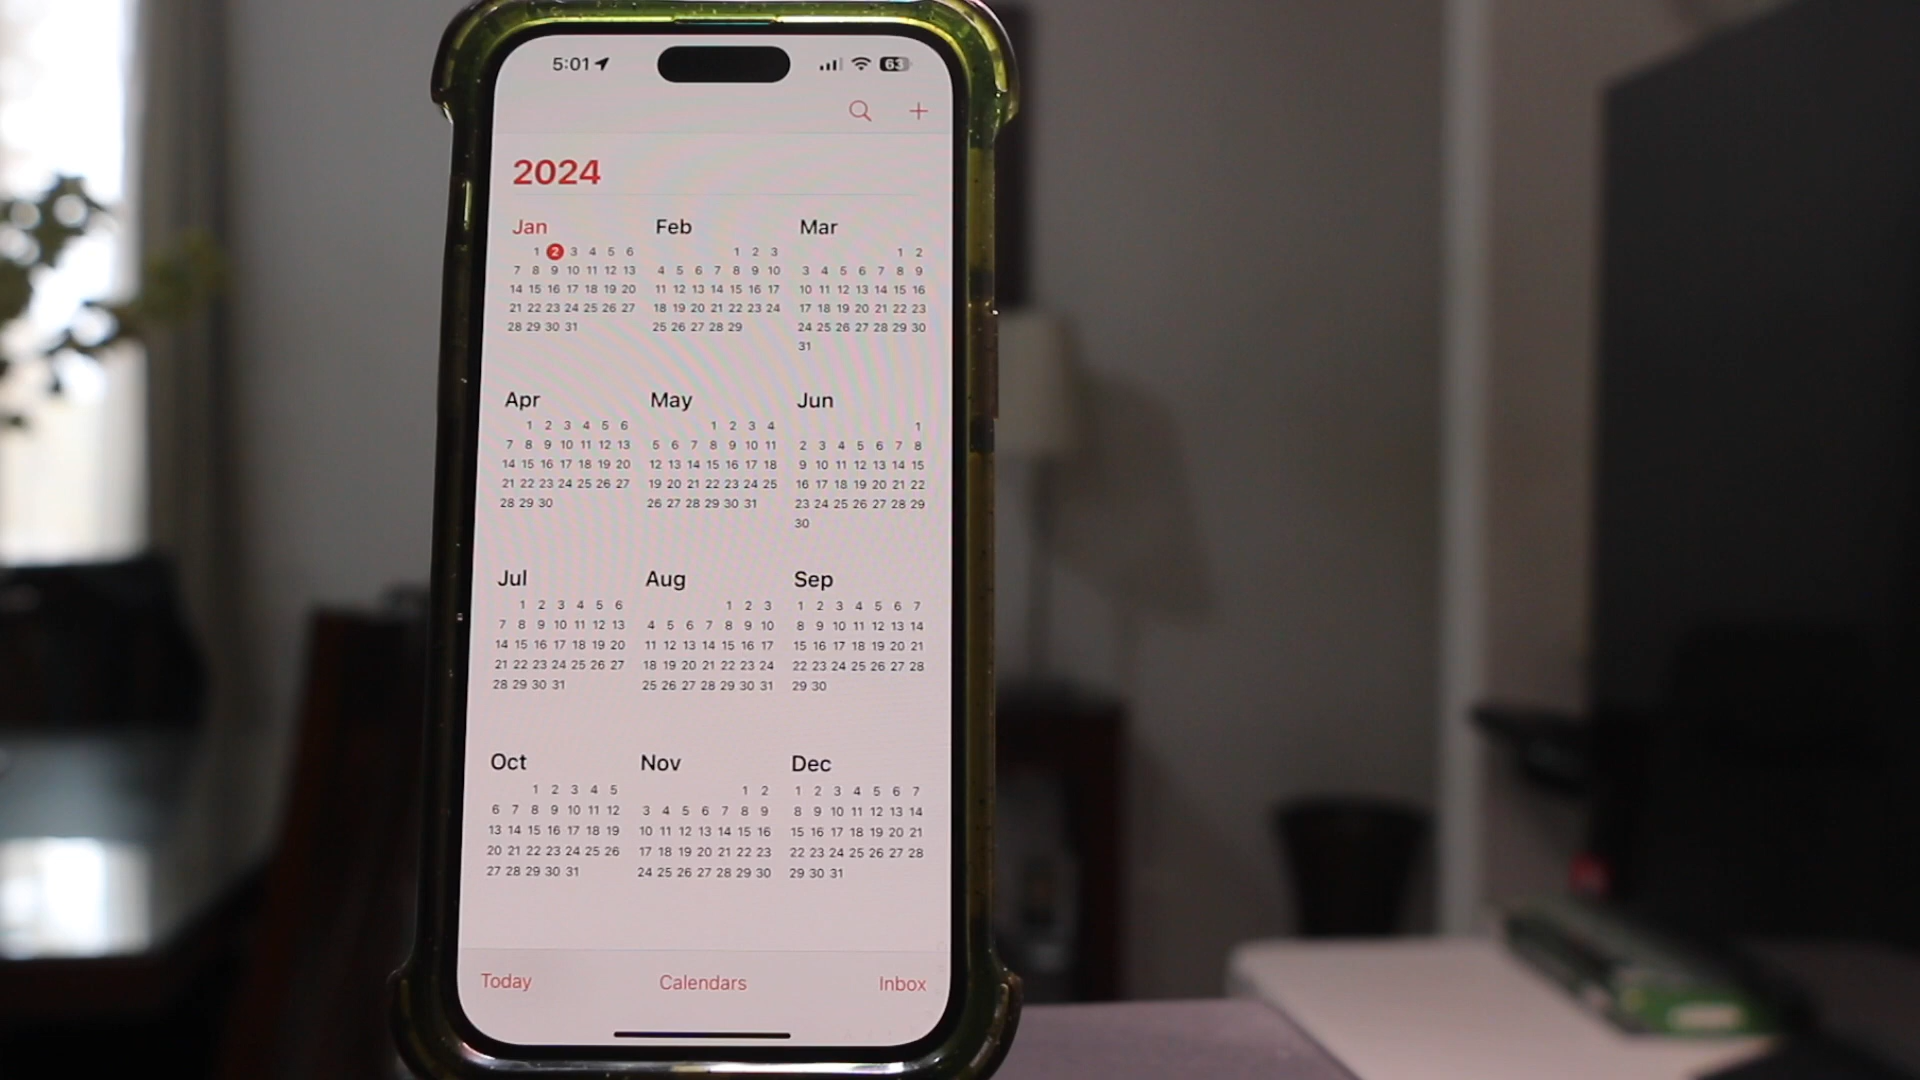 5:01 63
2024
Jan Feb Mar
1 2 3 4 5 6 1 2 3 1 2
7 8 9 10 11 12 13 4 5 6 7 8 9 10 3 4 5 6 7 8 9
14 15 16 17 18 19 20 11 12 13 14 15 16 17 10 11 12 13 14 15 16
21 22 23 24 25 26 27 18 19 20 21 22 23 24 17 18 19 20 21 22 23
28 29 30 31 25 26 27 28 29 24 25 26 27 28 29 30
31
Apr May Jun
1 2 3 4 5 6 1 2 3 4 1
7 8 9 10 11 12 13 5 6 7 8 9 10 11 2 3 4 5 6 7 8
14 15 16 17 18 19 20 12 13 14 15 16 17 18 9 10 11 12 13 14 15
21 22 23 24 25 26 27 19 20 21 22 23 24 25 16 17 18 19 20 21 22
28 29 30 26 27 28 29 30 31 23 24 25 26 27 28 29
30
Jul Aug Sep
1 2 3 4 5 6 1 2 3 1 2 3 4 5 6 7
7 8 9 10 11 12 13 4 5 6 7 8 9 10 8 9 10 11 12 13 14
14 15 16 17 18 19 20 11 12 13 14 15 16 17 15 16 17 18 19 20 21
21 22 23 24 25 26 27 18 19 20 21 22 23 24 22 23 24 25 26 27 28
28 29 30 31 25 26 27 28 29 30 31 29 30
Oct Nov Dec
1 2 3 4 5 1 2 1 2 3 4 5 6 7
6 7 8 9 10 11 12 3 4 5 6 7 8 9 8 9 10 11 12 13 14
13 14 15 16 17 18 19 10 11 12 13 14 15 16 15 16 17 18 19 20 21
20 21 22 23 24 25 26 17 18 19 20 21 22 23 22 23 24 25 26 27 28
27 28 29 30 31 24 25 26 27 28 29 30 29 30 31
Today Calendars Inbox